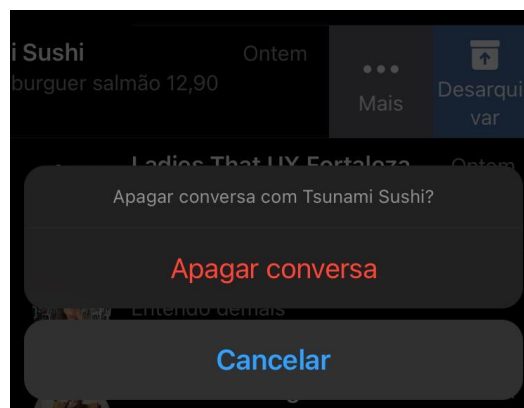 i Sushi
Ontem
burguer salmão 12,90
Mais
Desarqui
var
Ladies That UX Fortaleza
Ontem
Apagar conversa com Tsunami Sushi?
Apagar conversa
Entendo demais
Cancelar